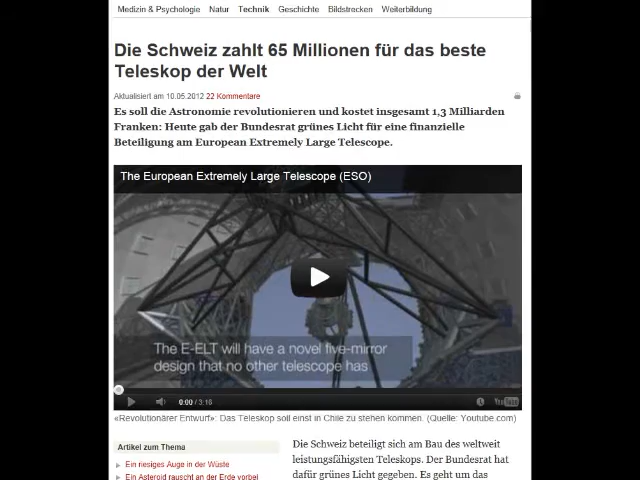 Medizin & Psychologie Natur Technik Geschichte Bildstrecken Weiterbildung
Die Schweiz zahlt 65 Millionen für das beste
Teleskop der Welt
Aktualisiert am 10.05.2012 22 Kommentare
Es soll die Astronomie revolutionieren und kostet insgesamt 1,3 Milliarden
Franken: Heute gab der Bundesrat grünes Licht für eine finanzielle
Beteiligung am European Extremely Large Telescope.
The European Extremely Large Telescope (ESO)
The E-ELT will have a novel five-mirror
design that no other telescope has
0:00 / 3:16 YouTube
«Revolutionärer Entwurf»: Das Teleskop soll einst in Chile zu stehen kommen. (Quelle: Youtube.com)
Artikel zum Thema
Ein riesiges Auge in der Wüste
Ein Asteroid rauscht an der Erde vorbei
Die Schweiz beteiligt sich am Bau des weltweit
leistungsfähigsten Teleskops. Der Bundesrat hat
dafür grünes Licht gegeben. Es geht um das